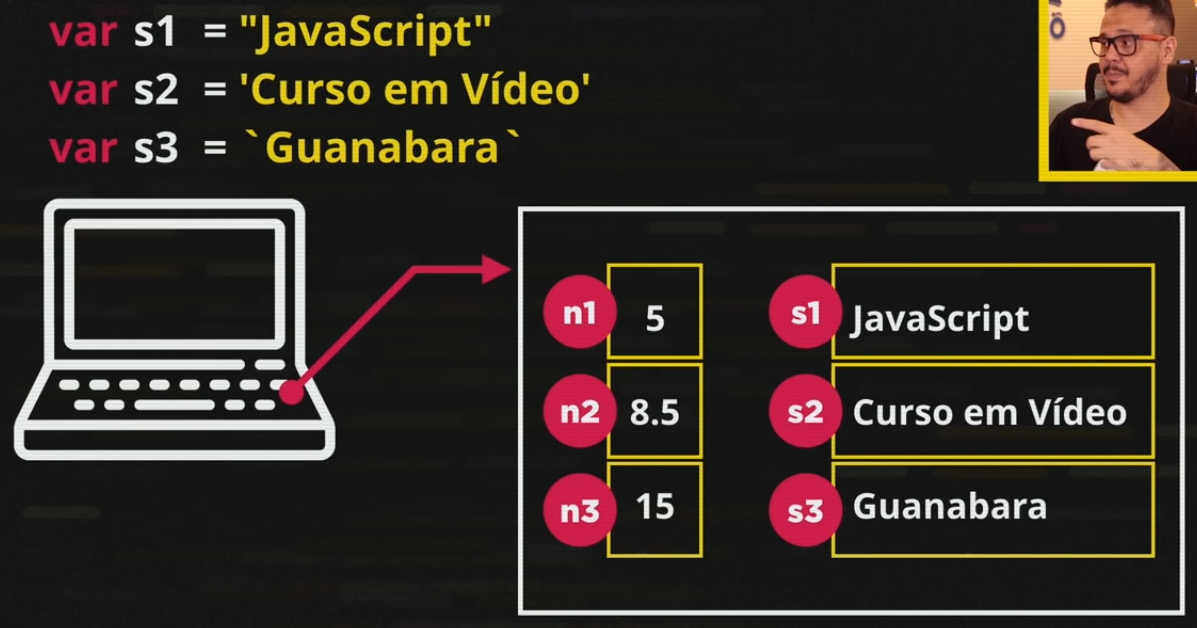 var s1 = "JavaScript"
var s2 = 'Curso em Vídeo'
var s3 = `Guanabara`
n1 5 s1 JavaScript
n2 8.5 s2 Curso em Vídeo
n3 15 s3 Guanabara